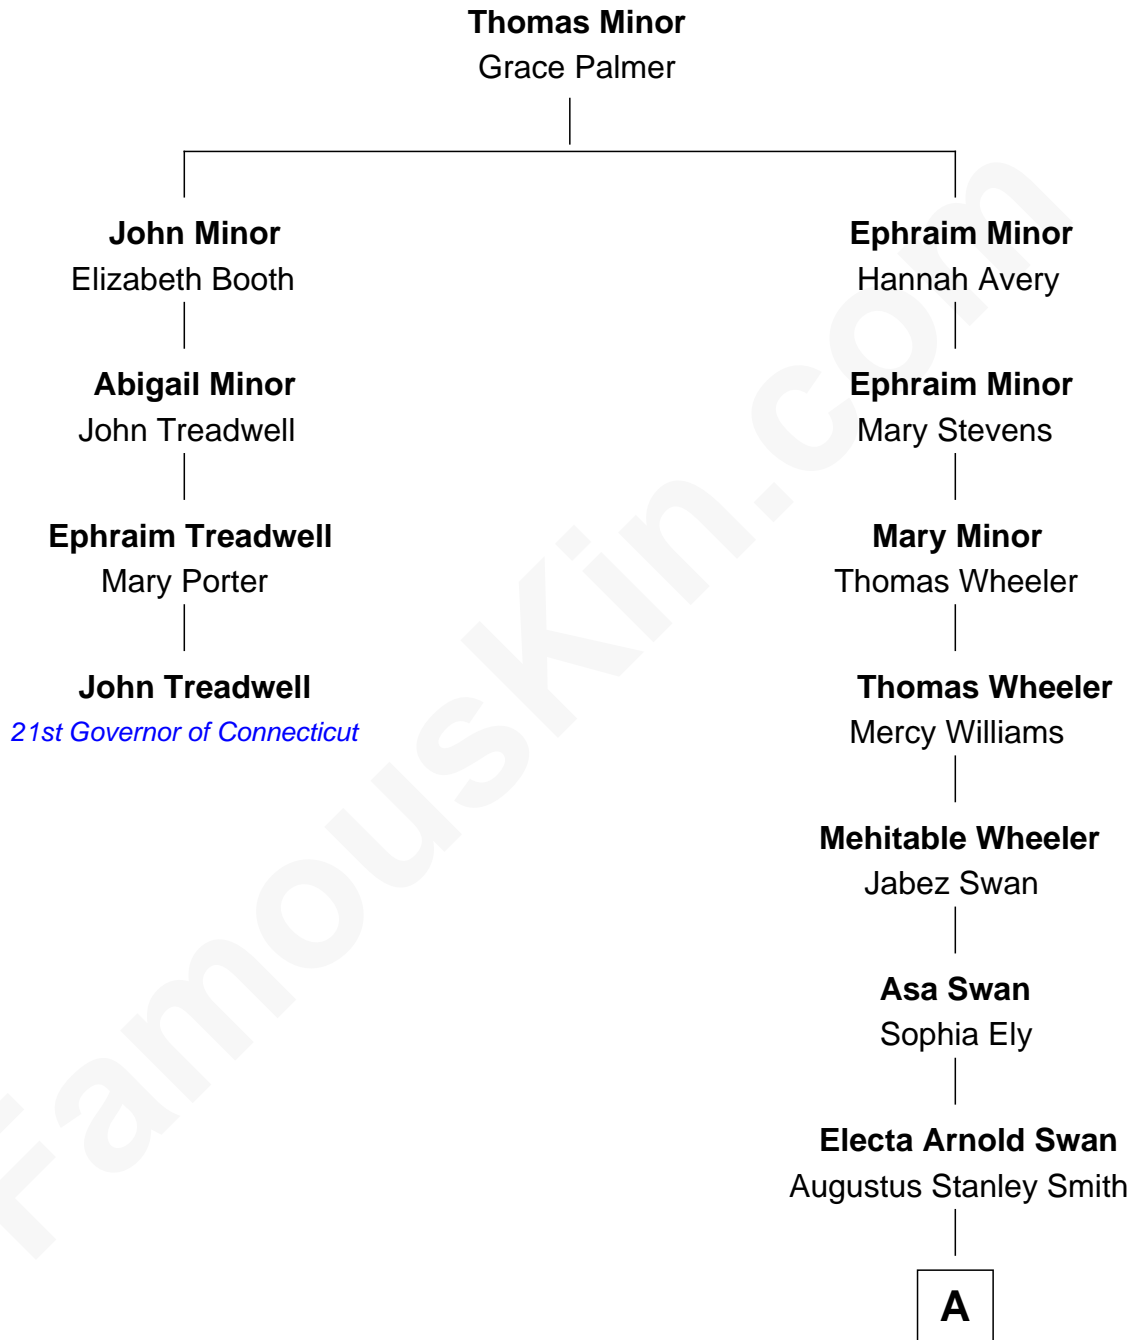 Thomas Minor
Grace Palmer
John Minor
Elizabeth Booth
Ephraim Minor
Hannah Avery
Abigail Minor
John Treadwell
Ephraim Minor
Mary Stevens
Ephraim Treadwell
Mary Porter
Mary Minor
Thomas Wheeler
John Treadwell
21st Governor of Connecticut
Thomas Wheeler
Mercy Williams
Mehitable Wheeler
Jabez Swan
Asa Swan
Sophia Ely
Electa Arnold Swan
Augustus Stanley Smith
A
FamousKin.com